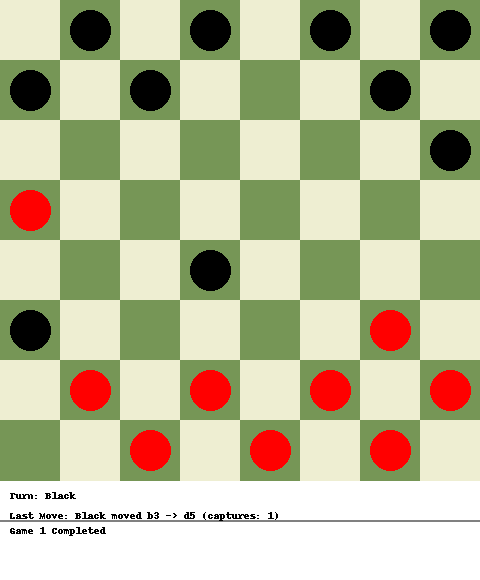 Turn: Black
Last Move: Black moved b3 -> d5 (captures: 1)
Game 1 Completed